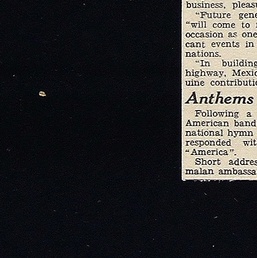 business, pleas
"Future gene
"will come to
occasion as one
cant events in
nations.
"In building
highway, Mexic
uine contributi
Anthems
Following a
American band
national hymn
responded wit
"America".
Short addres
malan ambassa